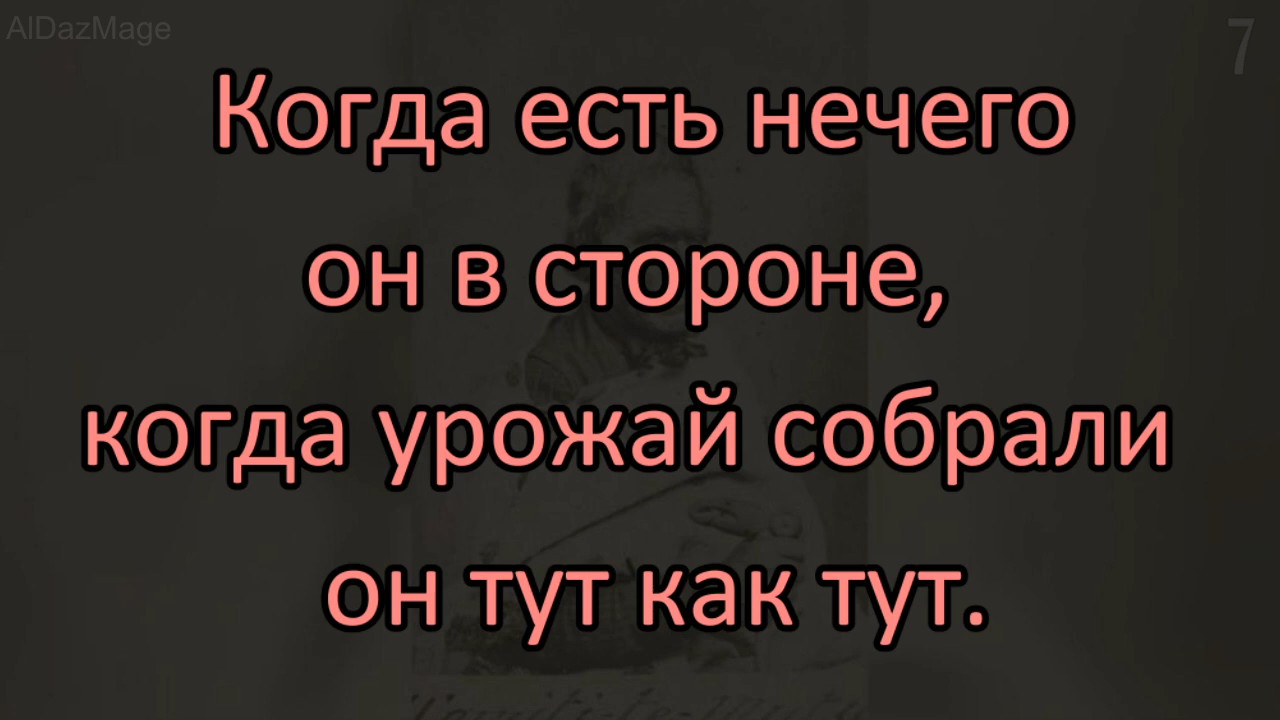 AlDazMage
7
Когда есть нечего
он в стороне,
когда урожай собрали
он тут как тут.